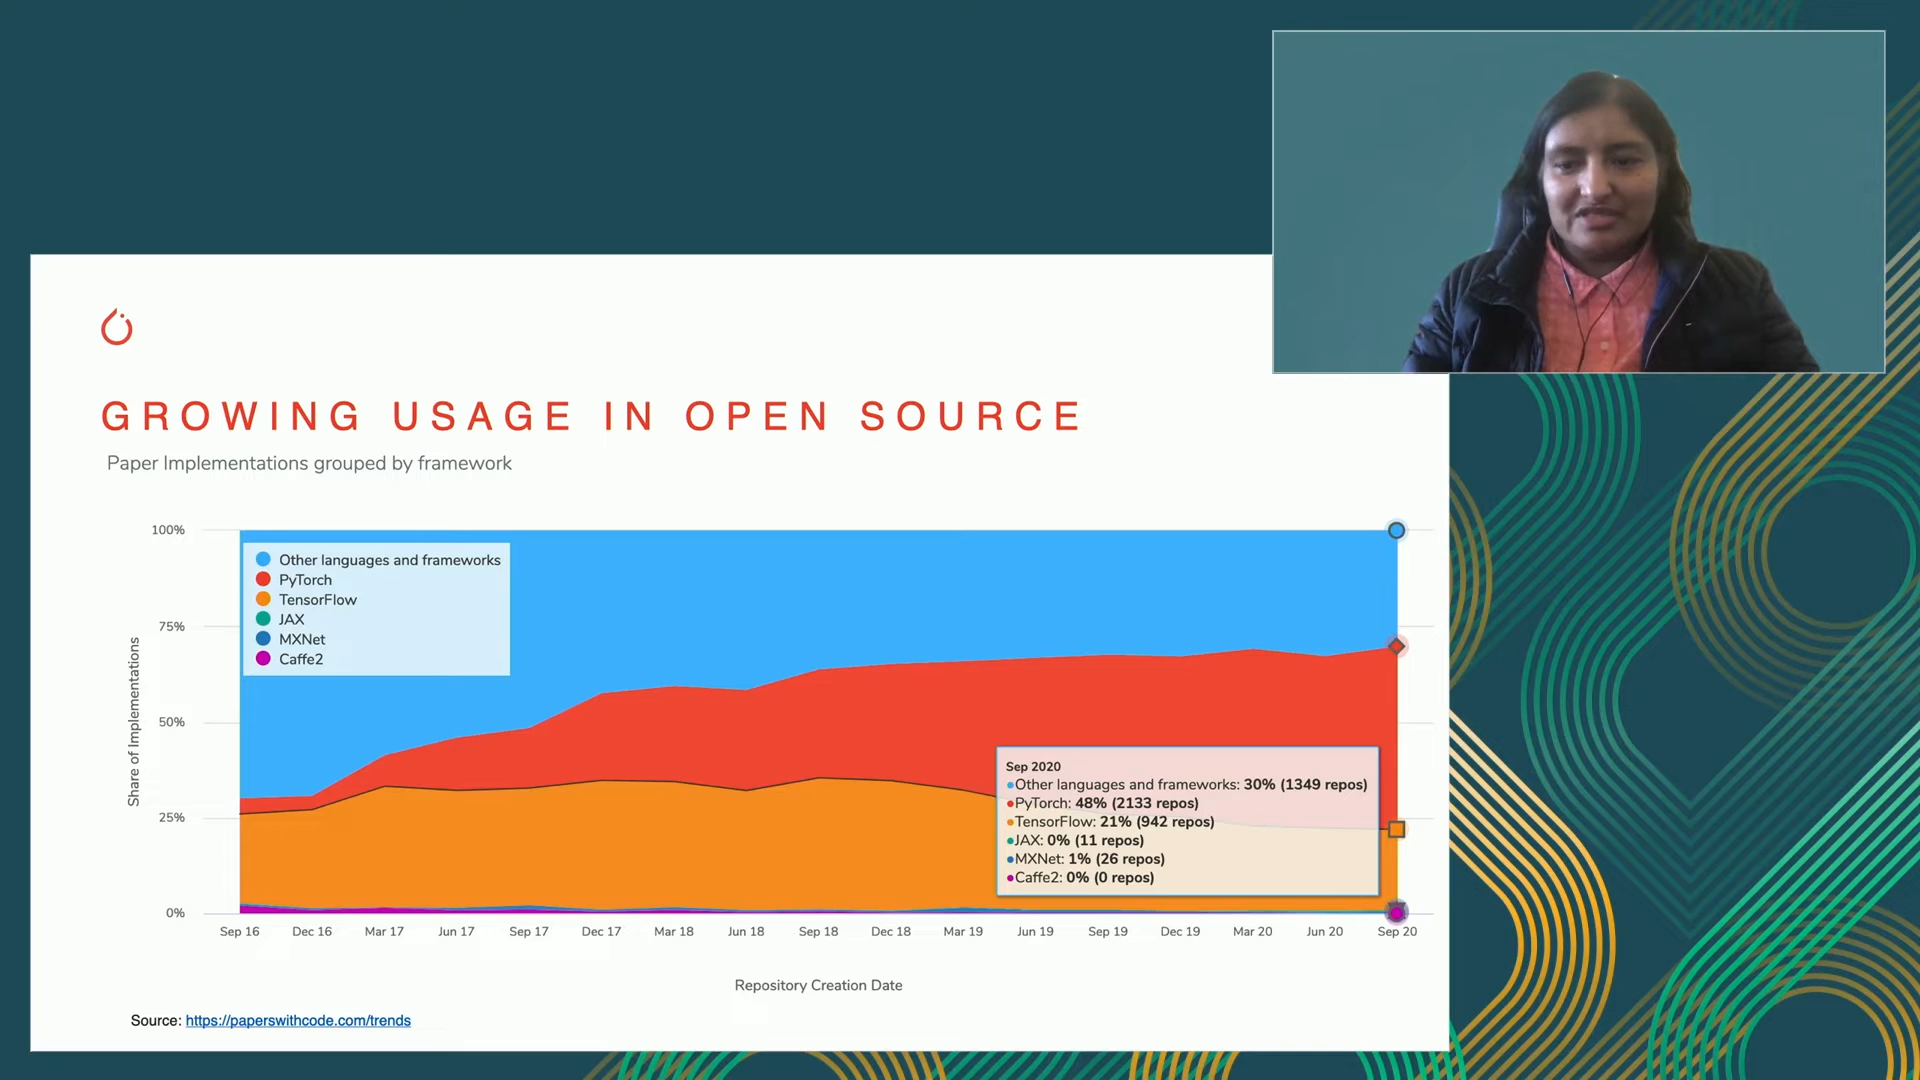 GROWING USAGE IN OPEN SOURCE
Paper Implementations grouped by framework
100%
75%
50%
25%
0%
Share of Implementations
Other languages and frameworks
PyTorch
TensorFlow
JAX
MXNet
Caffe2
Sep 2020
Other languages and frameworks: 30% (1349 repos)
PyTorch: 48% (2133 repos)
TensorFlow: 21% (942 repos)
JAX: 0% (11 repos)
MXNet: 1% (26 repos)
Caffe2: 0% (0 repos)
Sep 16 Dec 16 Mar 17 Jun 17 Sep 17 Dec 17 Mar 18 Jun 18 Sep 18 Dec 18 Mar 19 Jun 19 Sep 19 Dec 19 Mar 20 Jun 20 Sep 20
Repository Creation Date
Source: https://paperswithcode.com/trends